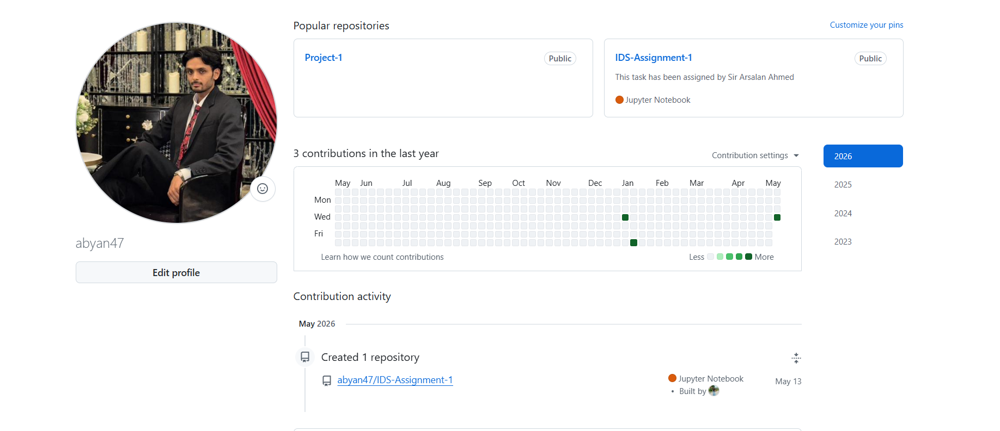 Popular repositories
Customize your pins
Project-1
Public
IDS-Assignment-1
Public
This task has been assigned by Sir Arsalan Ahmed
Jupyter Notebook
abyan47
Edit profile
3 contributions in the last year
Contribution settings
2026
2025
2024
2023
May Jun Jul Aug Sep Oct Nov Dec Jan Feb Mar Apr May
Mon
Wed
Fri
Learn how we count contributions
Less More
Contribution activity
May 2026
Created 1 repository
abyan47/IDS-Assignment-1
Jupyter Notebook
May 13
• Built by